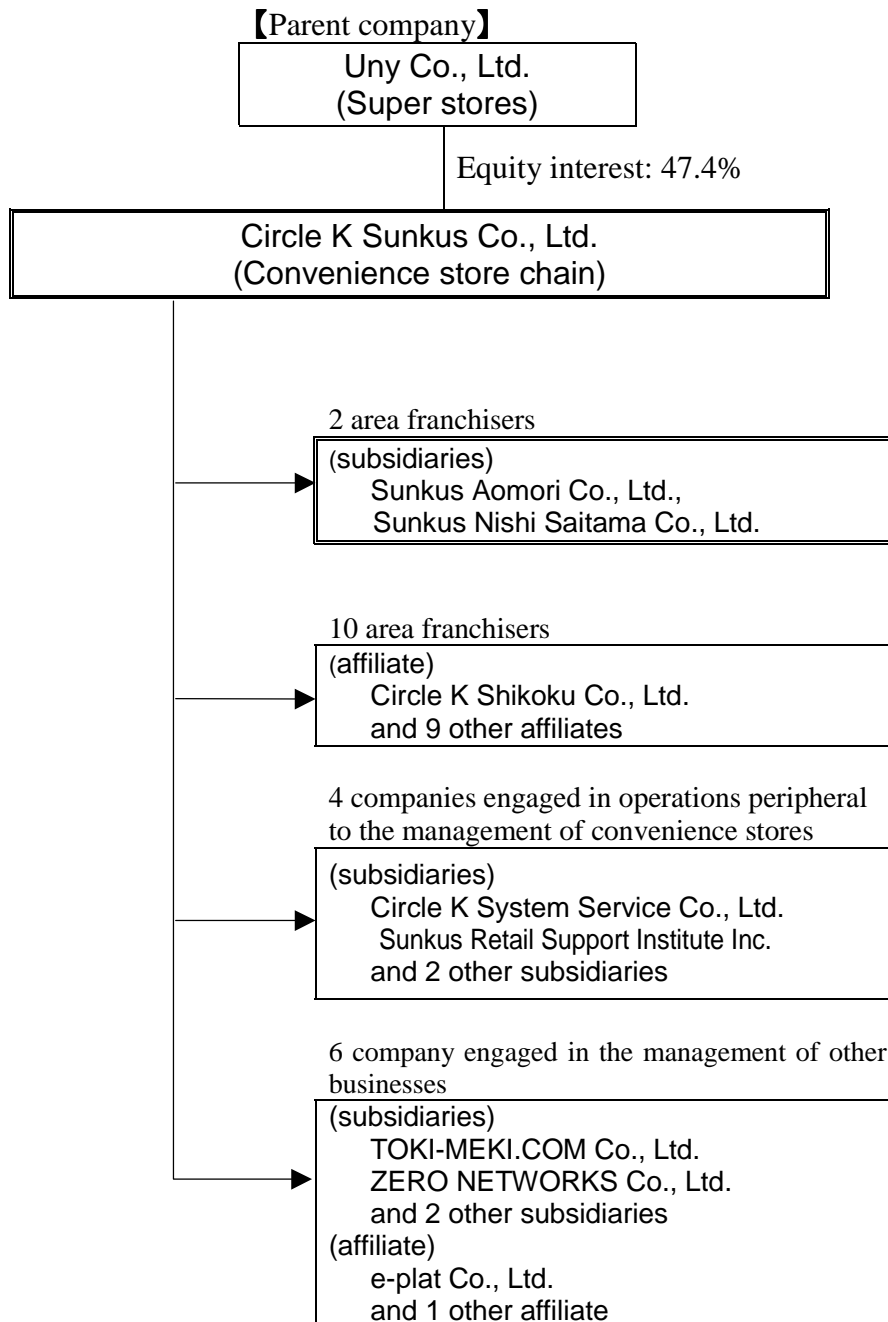 【Parent company】
Uny Co., Ltd.
(Super stores)
Equity interest: 47.4%
Circle K Sunkus Co., Ltd.
(Convenience store chain)
2 area franchisers
(subsidiaries)
Sunkus Aomori Co., Ltd.,
Sunkus Nishi Saitama Co., Ltd.
10 area franchisers
(affiliate)
Circle K Shikoku Co., Ltd.
and 9 other affiliates
4 companies engaged in operations peripheral
to the management of convenience stores
(subsidiaries)
Circle K System Service Co., Ltd.
Sunkus Retail Support Institute Inc.
and 2 other subsidiaries
6 company engaged in the management of other
businesses
(subsidiaries)
TOKI-MEKI.COM Co., Ltd.
ZERO NETWORKS Co., Ltd.
and 2 other subsidiaries
(affiliate)
e-plat Co., Ltd.
and 1 other affiliate